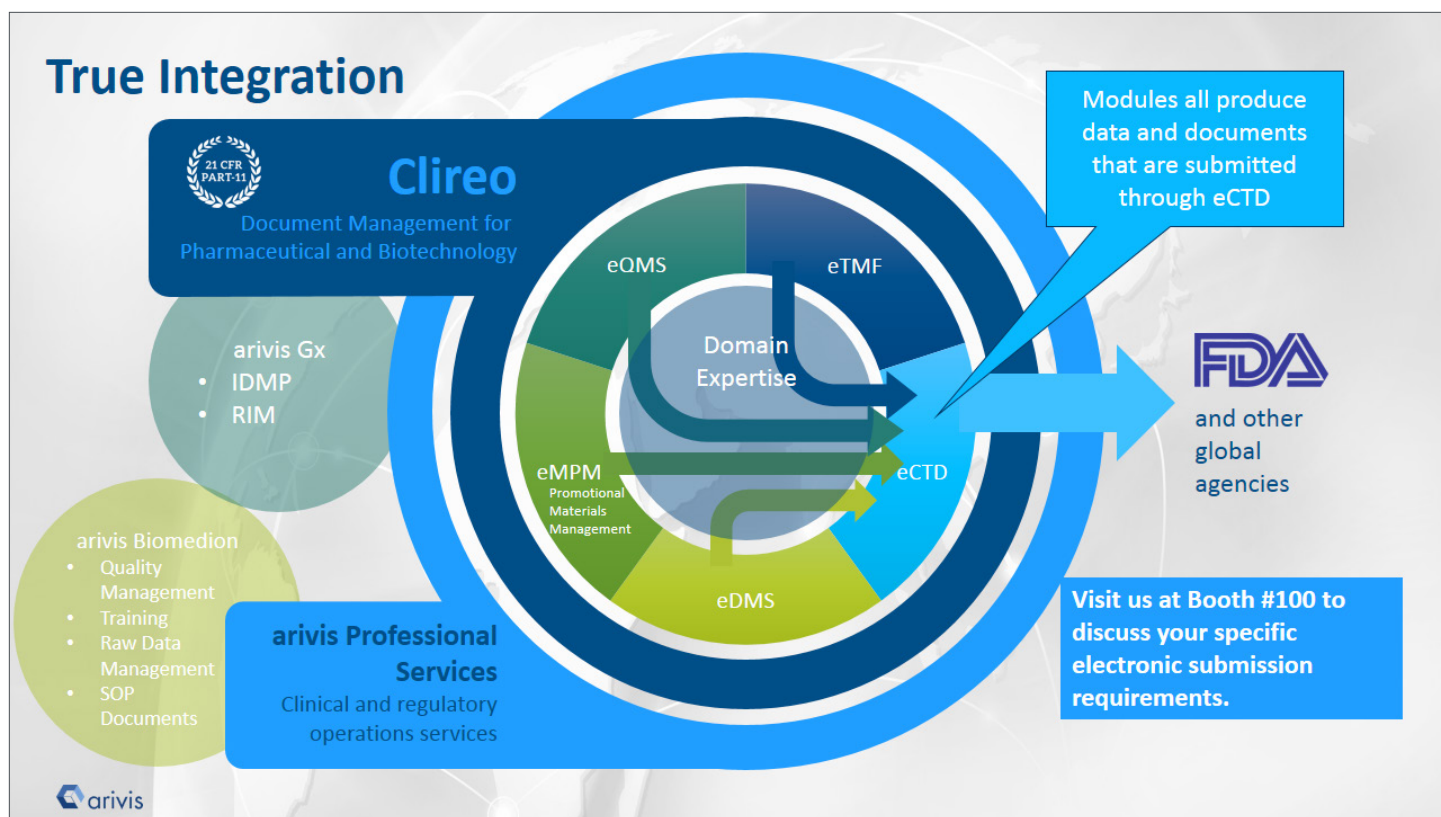 True Integration
21 CFR
PART-11
Clireo
Document Management for
Pharmaceutical and Biotechnology
Modules all produce
data and documents
that are submitted
through eCTD
eQMS
eTMF
Domain
Expertise
arivis Gx
• IDMP
• RIM
FDA
and other
global
agencies
eMPM
Promotional
Materials
Management
eCTD
eDMS
arivis Biomedion
• Quality
Management
• Training
• Raw Data
Management
• SOP
Documents
arivis Professional
Services
Clinical and regulatory
operations services
Visit us at Booth #100 to
discuss your specific
electronic submission
requirements.
arivis